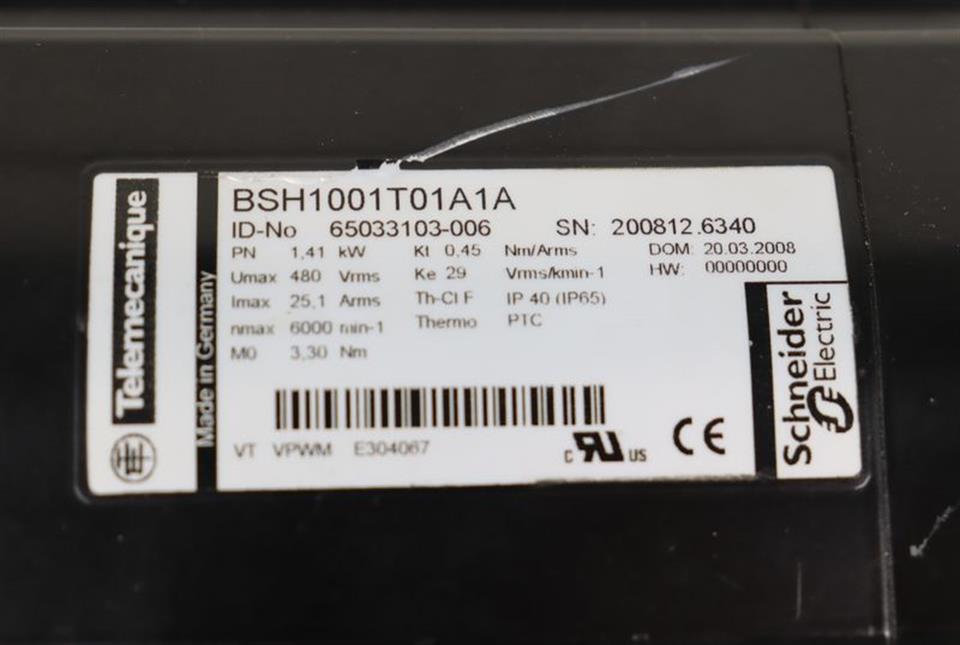 Telemecanique
Made in Germany
BSH1001T01A1A
ID-No 65033103-006 SN: 200812.6340
PN 1,41 kW Kt 0,45 Nm/Arms DOM: 20.03.2008
Umax 480 Vrms Ke 29 Vrms/kmin-1 HW: 00000000
Imax 25,1 Arms Th-Cl F IP 40 (IP65)
nmax 6000 min-1 Thermo PTC
M0 3,30 Nm
VT VPWM E304067
c RU US CE
Schneider
Electric